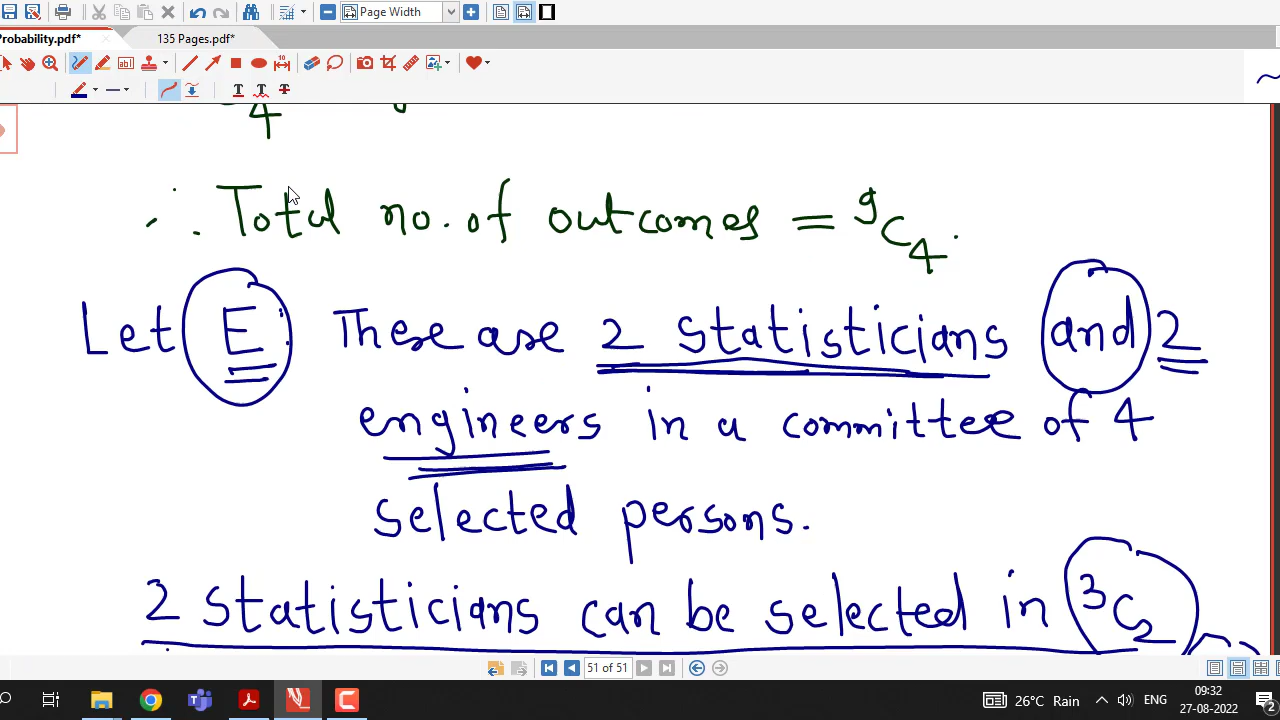 Page Width
Probability.pdf* 135 Pages.pdf*
10
T T T
4
∴ Total no. of outcomes = ⁹C₄.
Let E: There are 2 statisticians and 2
engineers in a committee of 4
selected persons.
2 statisticians can be selected in ³C₂
51 of 51
26°C Rain ENG 09:32
27-08-2022 2